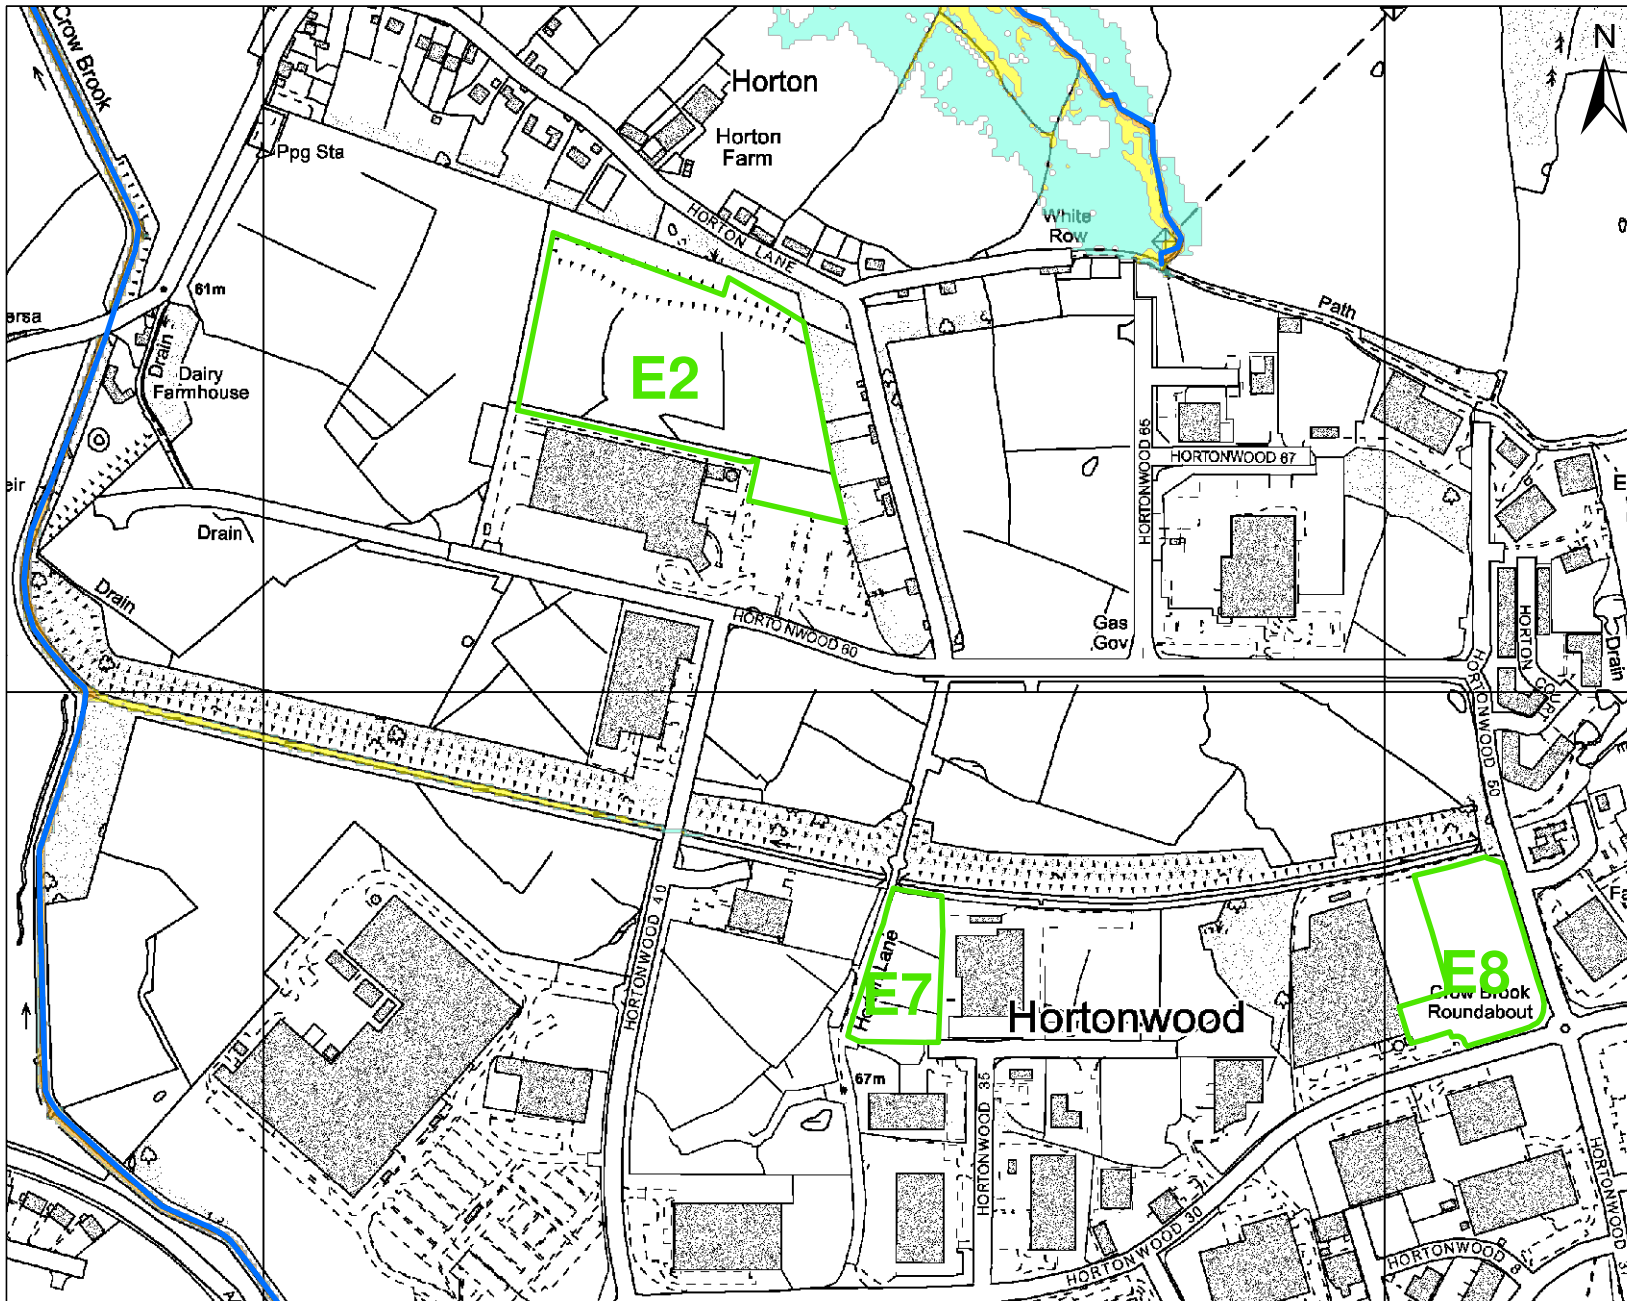 Crow Brook
Horton
N
Ppg Sta
Horton
Farm
HORTON LANE
White
Row
61m
Path
Drain
Dairy
Farmhouse
E2
HORTONWOOD 65
HORTONWOOD 67
Drain
Drain
HORTONWOOD 60
Gas
Gov
HORTON COURT
Drain
HORTONWOOD 50
HORTONWOOD 40
Lane
E7
Hortonwood
E8
Crow Brook
Roundabout
67m
HORTONWOOD 35
HORTONWOOD 30
HORTONWOOD
HORTONWOOD 8